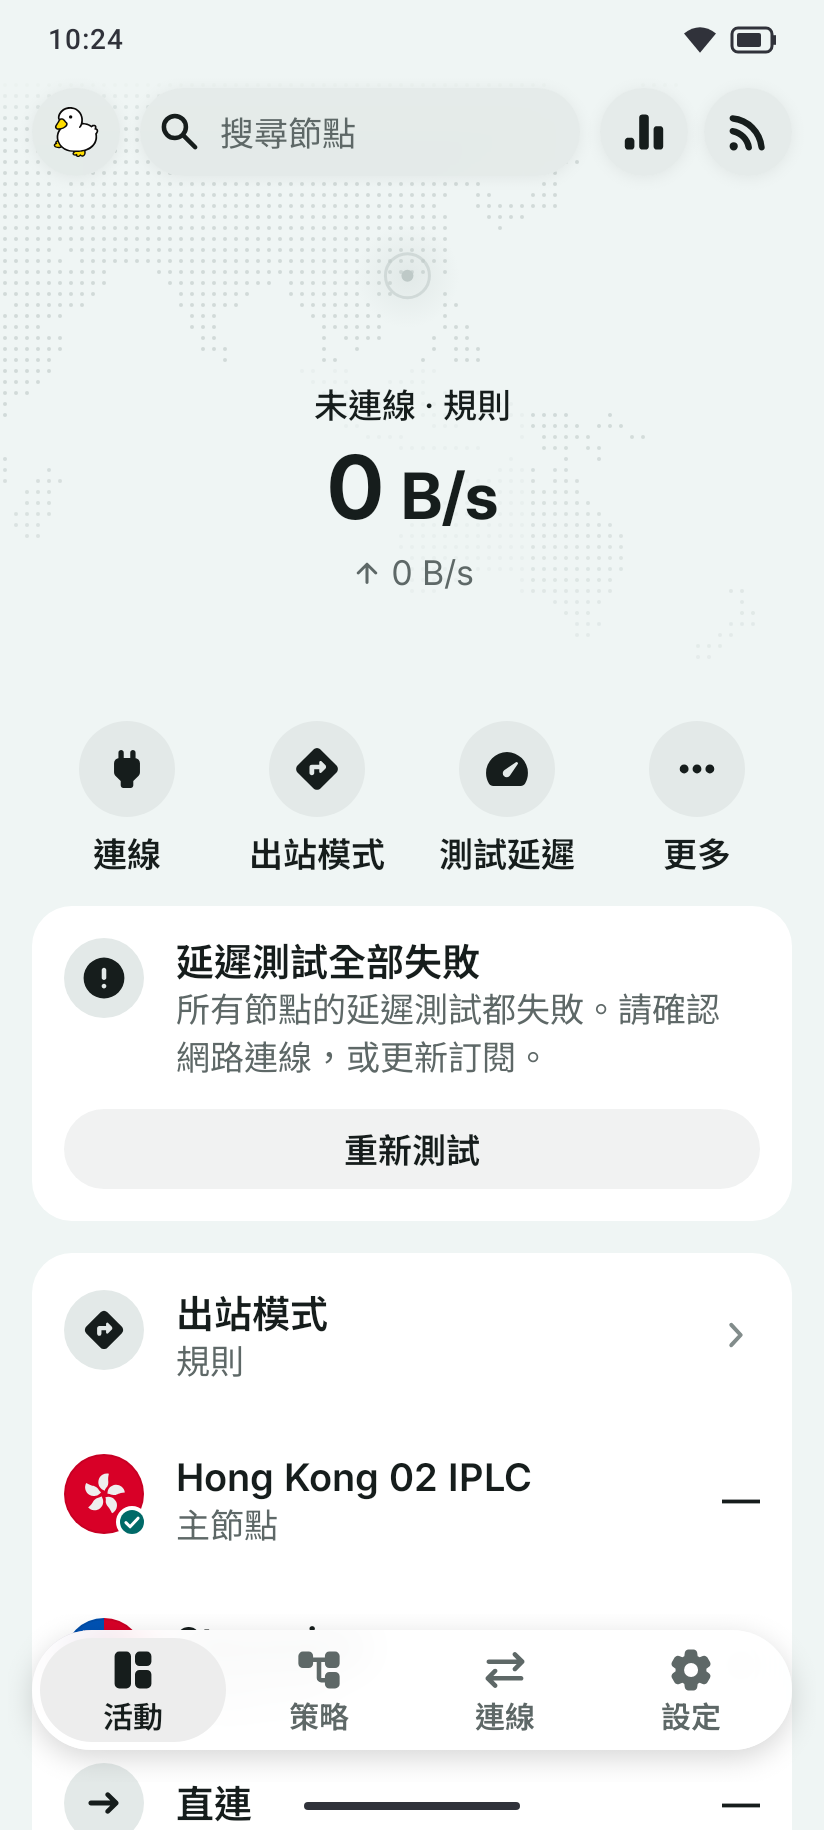 10:24
搜尋節點
未連線 · 規則
0 B/s
↑ 0 B/s
連線
出站模式
測試延遲
更多
延遲測試全部失敗
所有節點的延遲測試都失敗。請確認
網路連線，或更新訂閱。
重新測試
出站模式
規則
Hong Kong 02 IPLC
主節點
—
活動
策略
連線
設定
直連
—